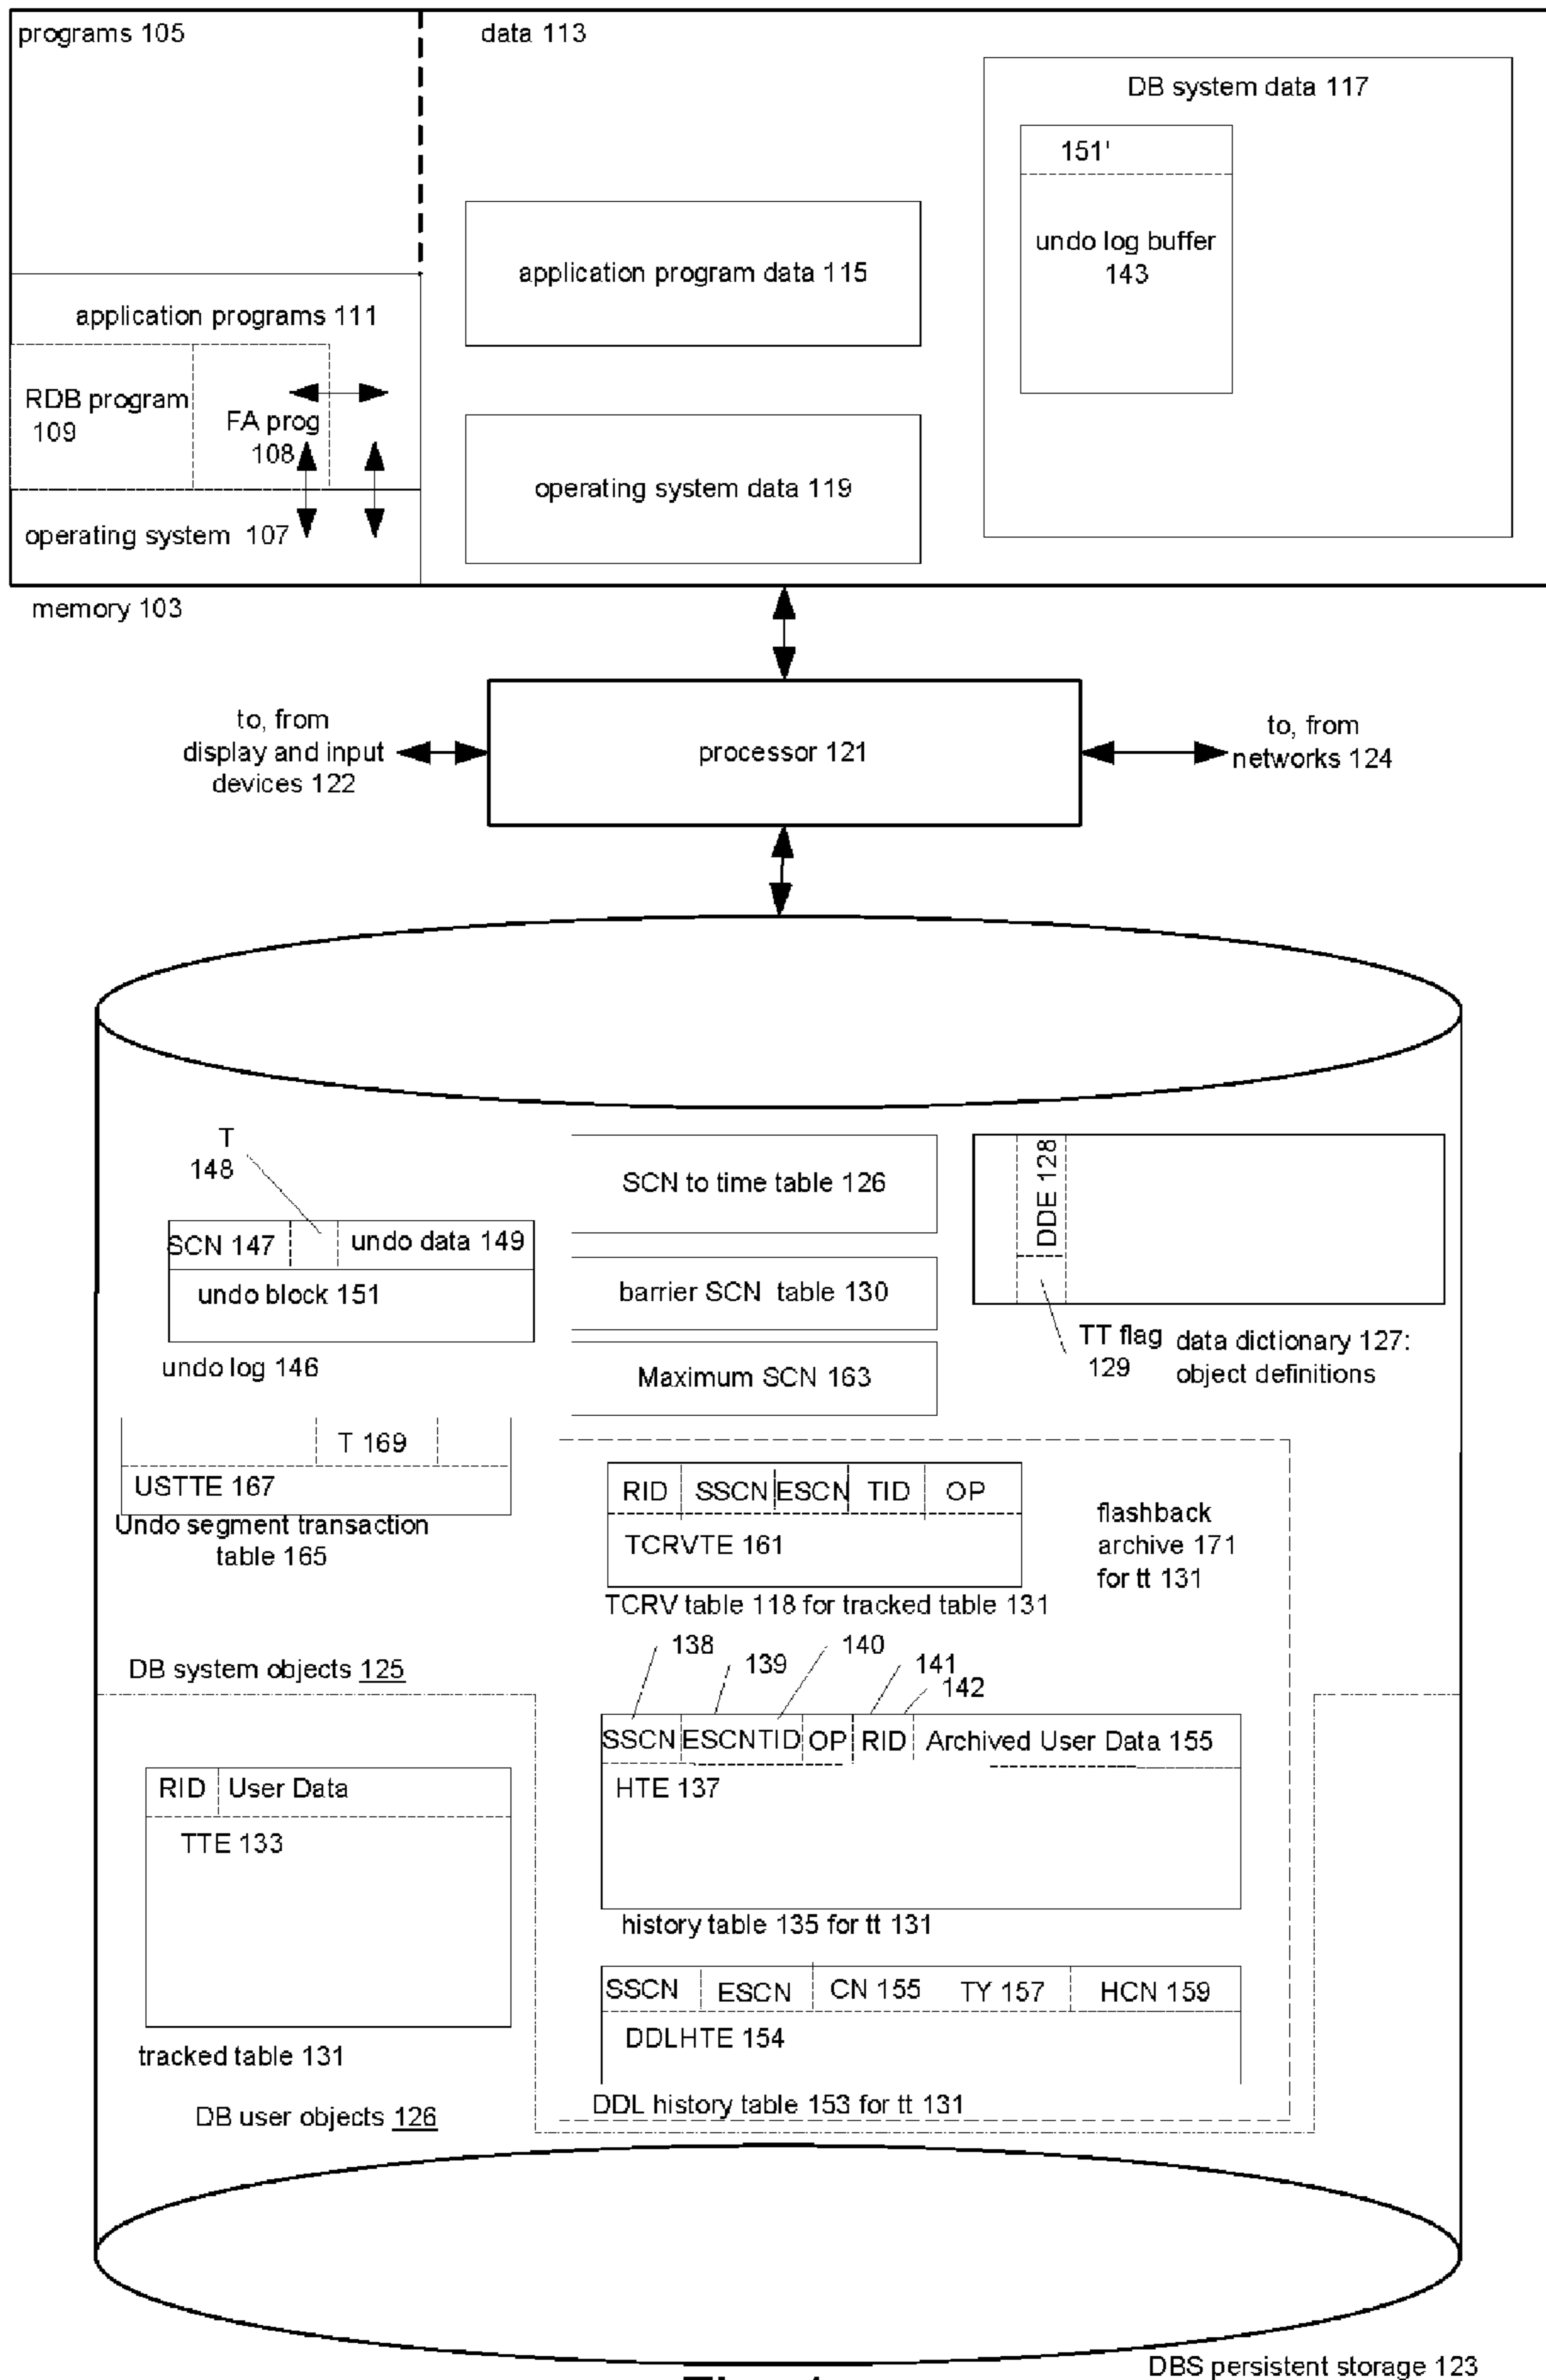 programs 105
data 113
DB system data 117
151'
undo log buffer
143
application program data 115
application programs 111
RDB program
109
FA prog
108
operating system data 119
operating system 107
memory 103
to, from
display and input
devices 122
processor 121
to, from
networks 124
T
148
SCN 147
undo data 149
undo block 151
undo log 146
SCN to time table 126
barrier SCN table 130
Maximum SCN 163
DDE 128
TT flag
129
data dictionary 127:
object definitions
T 169
USTTE 167
Undo segment transaction
table 165
RID SSCN ESCN TID OP
TCRVTE 161
TCRV table 118 for tracked table 131
flashback
archive 171
for tt 131
138
139
140
141
142
DB system objects 125
SSCN ESCN TID OP RID Archived User Data 155
HTE 137
history table 135 for tt 131
RID User Data
TTE 133
tracked table 131
DB user objects 126
SSCN ESCN CN 155 TY 157 HCN 159
DDLHTE 154
DDL history table 153 for tt 131
DBS persistent storage 123